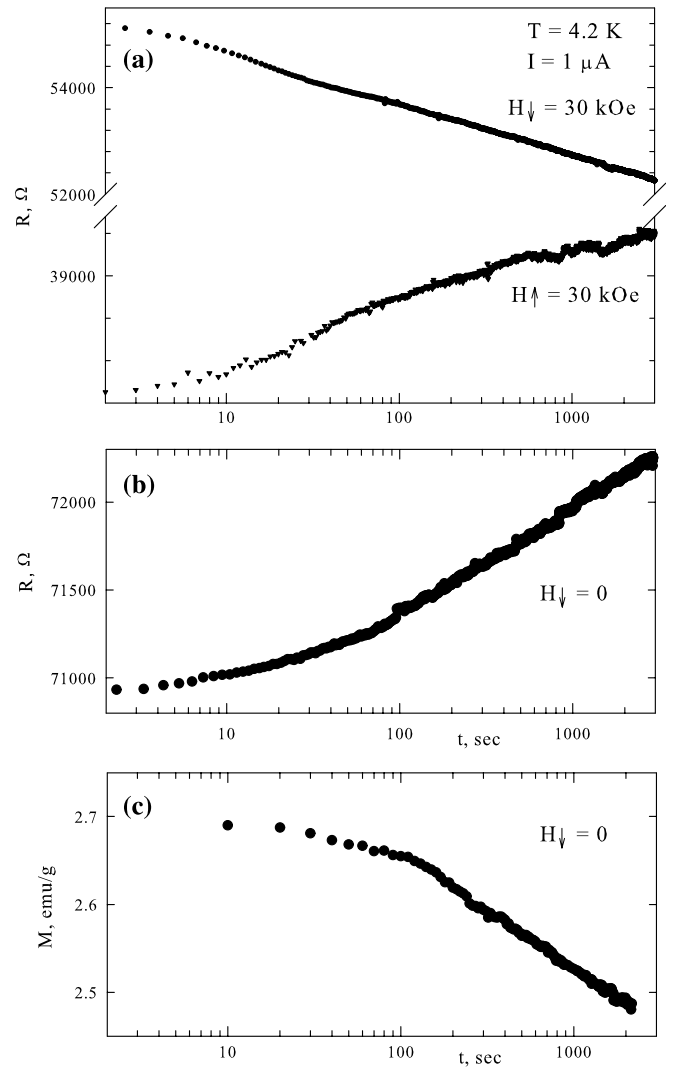 (a)
T = 4.2 K
I = 1 μA
H↓ = 30 kOe
54000
52000
R, Ω
39000
H↑ = 30 kOe
10 100 1000
(b)
72000
71500
71000
R, Ω
H↓ = 0
10 100 1000
t, sec
(c)
2.7
2.6
2.5
M, emu/g
H↓ = 0
10 100 1000
t, sec